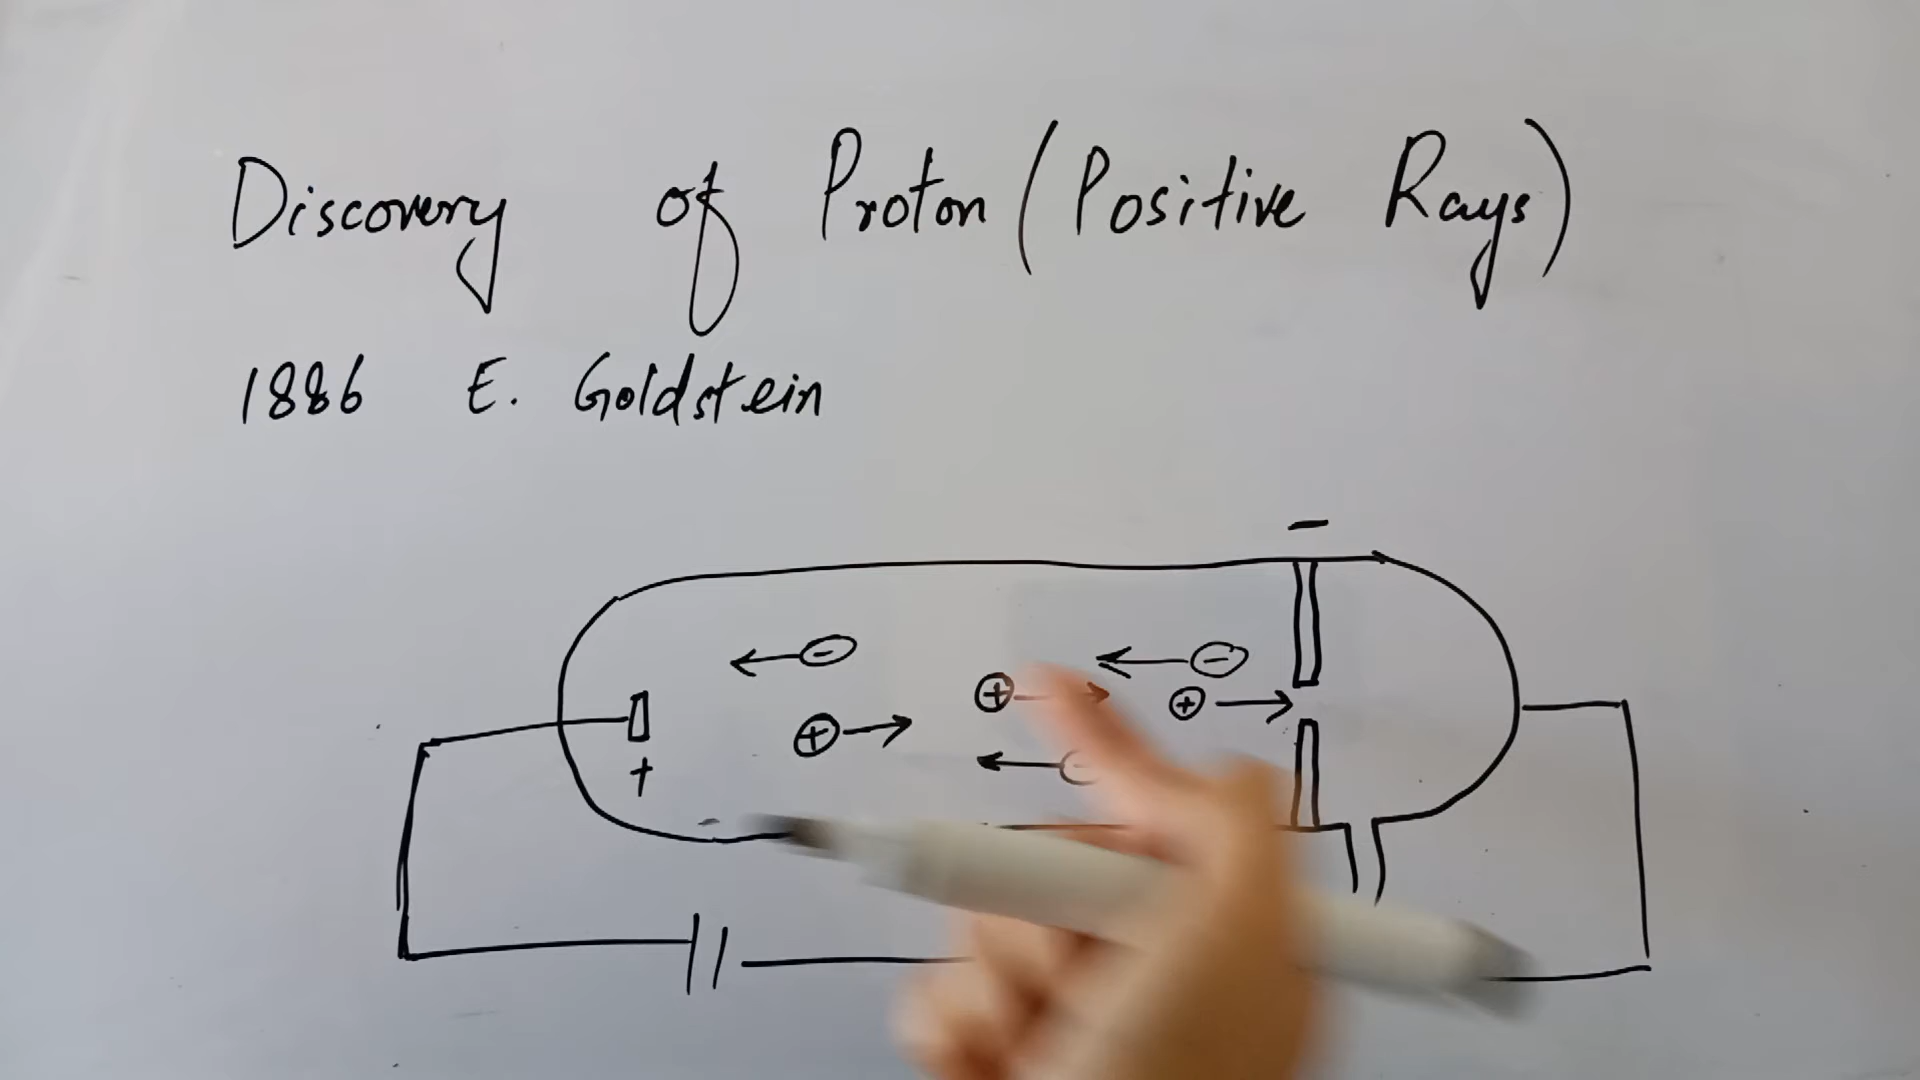 Discovery of Proton (Positive Rays)
1886 E. Goldstein
-
- -
+ + +
-
+